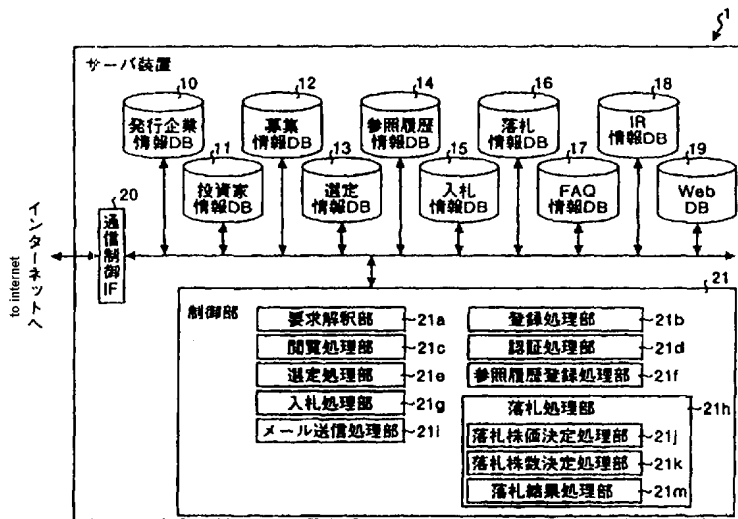 1
サーバ装置
10
発行企業
情報DB
12
募集
情報DB
14
参照履歴
情報DB
16
落札
情報DB
18
IR
情報DB
11
投資家
情報DB
13
選定
情報DB
15
入札
情報DB
17
FAQ
情報DB
19
Web
DB
20
通信制御IF
インターネットへ
to internet
21
制御部
要求解釈部
21a
登録処理部
21b
閲覧処理部
21c
認証処理部
21d
選定処理部
21e
参照履歴登録処理部
21f
入札処理部
21g
落札処理部
21h
メール送信処理部
21i
落札株価決定処理部
21j
落札株数決定処理部
21k
落札結果処理部
21m